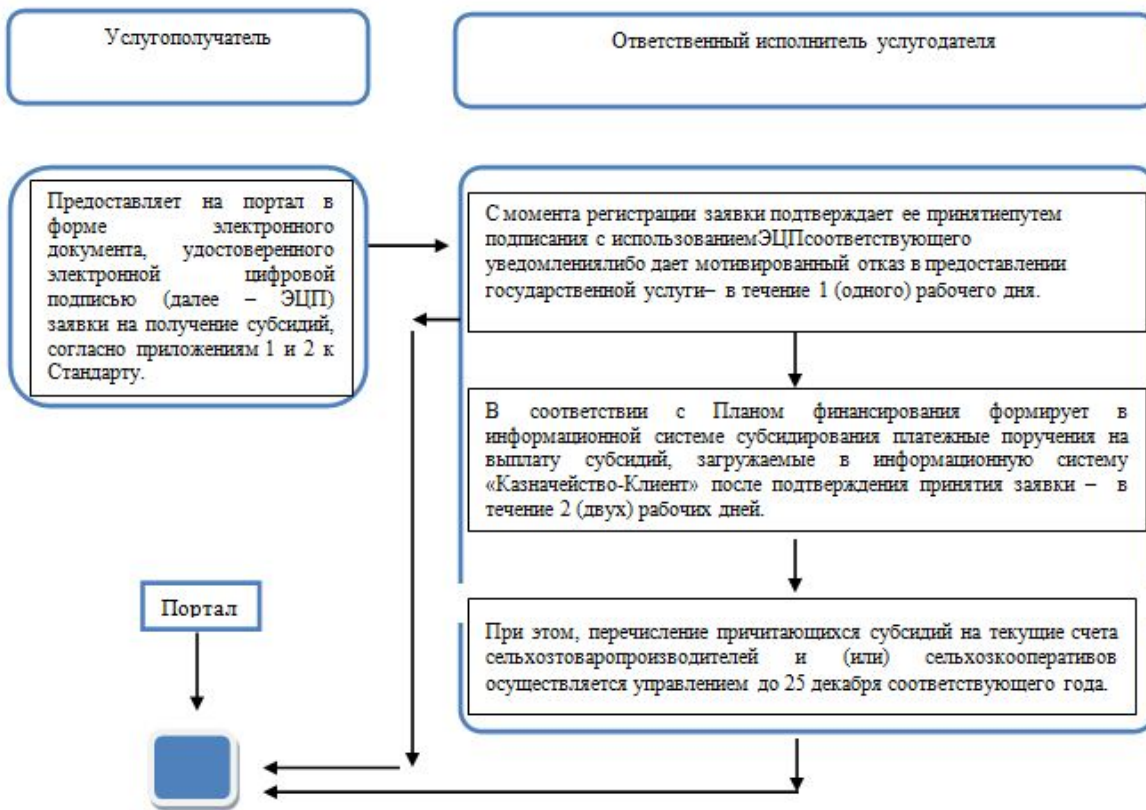 Услугополучатель
Ответственный исполнитель услугодателя
Предоставляет на портал в
форме электронного
документа, удостоверенного
электронной цифровой
подписью (далее – ЭЦП)
заявки на получение субсидий,
согласно приложениям 1 и 2 к
Стандарту.
С момента регистрации заявки подтверждает ее принятиепутем
подписания с использованиемЭЦПсоответствующего
уведомлениялибо дает мотивированный отказ в предоставлении
государственной услуги– в течение 1 (одного) рабочего дня.
В соответствии с Планом финансирования формирует в
информационной системе субсидирования платежные поручения на
выплату субсидий, загружаемые в информационную систему
«Казначейство-Клиент» после подтверждения принятия заявки – в
течение 2 (двух) рабочих дней.
Портал
При этом, перечисление причитающихся субсидий на текущие счета
сельхозтоваропроизводителей и (или) сельхозкооперативов
осуществляется управлением до 25 декабря соответствующего года.